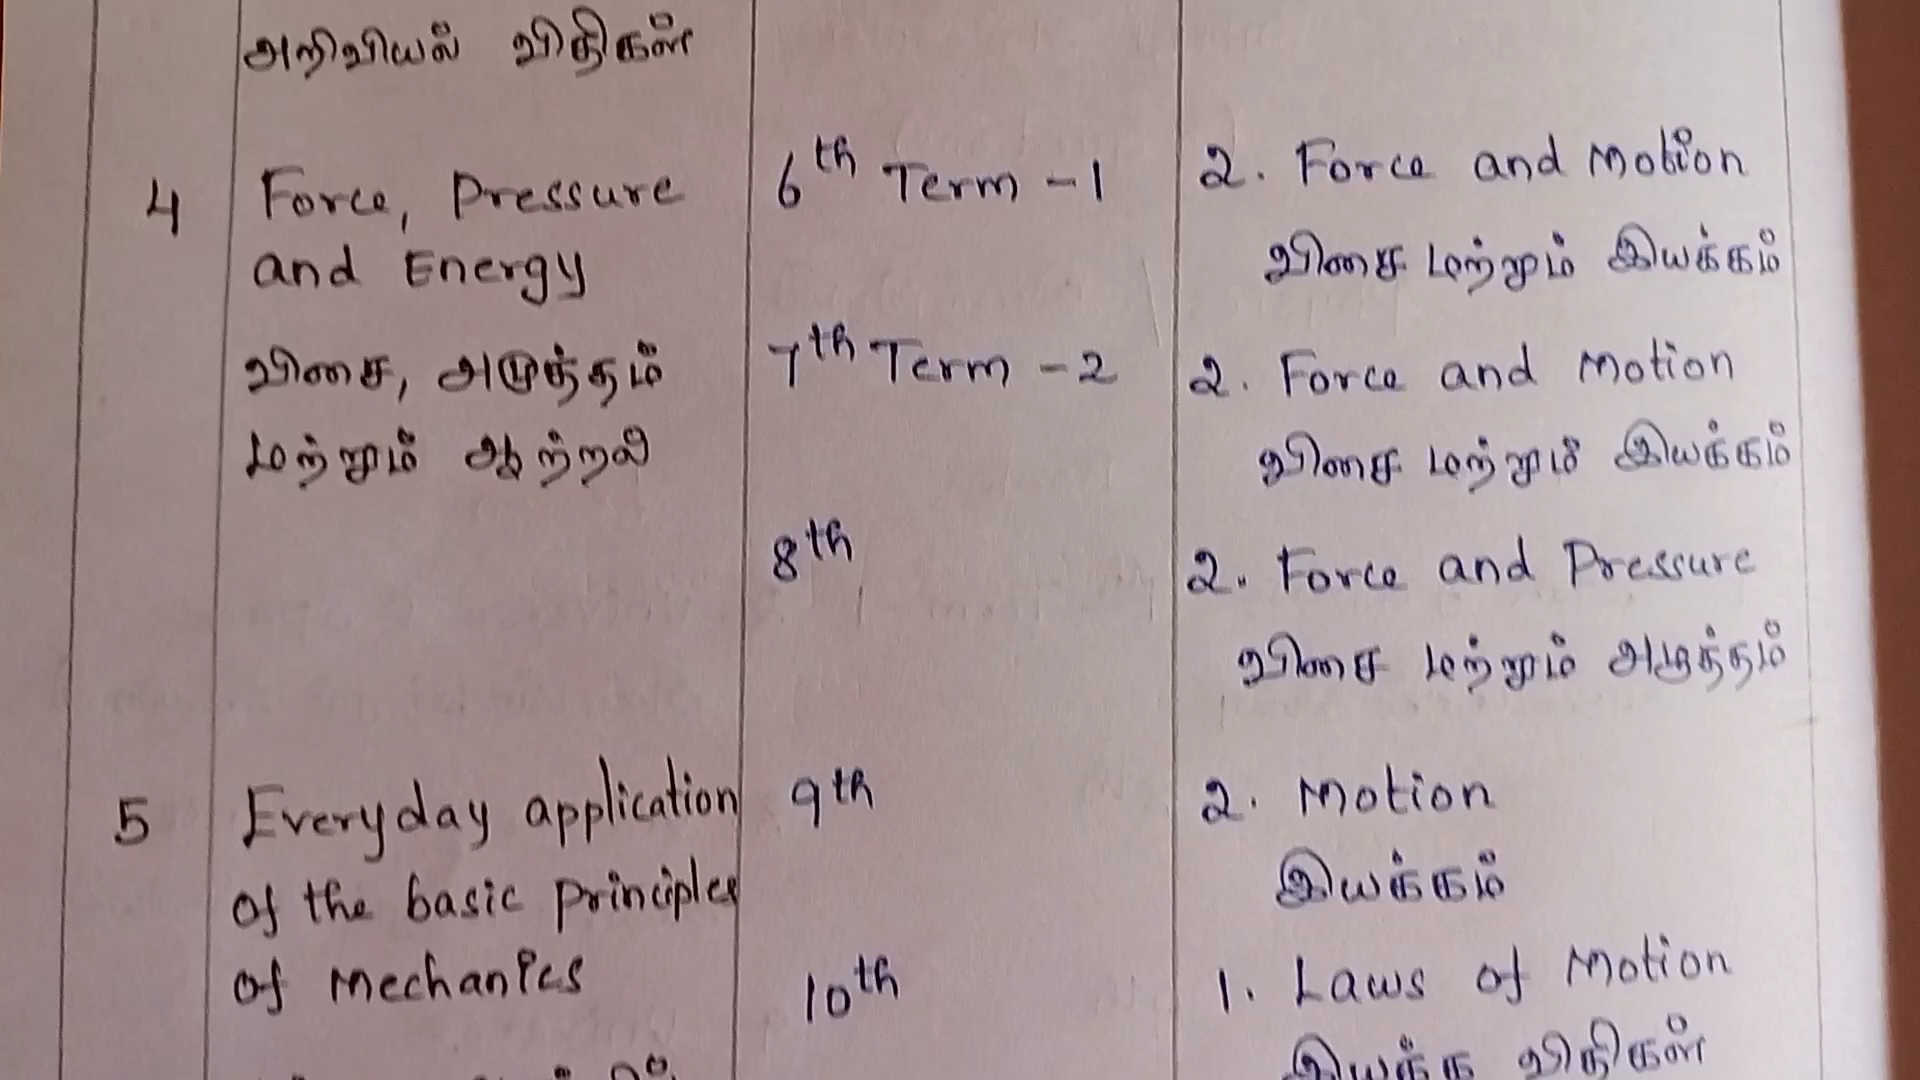 அறிவியல் விதிகள்
4
Force, Pressure
and Energy
விசை, அழுத்தம்
மற்றும் ஆற்றல்
6th Term - 1
2. Force and Motion
விசை மற்றும் இயக்கம்
7th Term - 2
2. Force and Motion
விசை மற்றும் இயக்கம்
8th
2. Force and Pressure
விசை மற்றும் அழுத்தம்
5
Everyday application
of the basic principles
of Mechanics
9th
2. Motion
இயக்கம்
10th
1. Laws of Motion
இயக்க விதிகள்